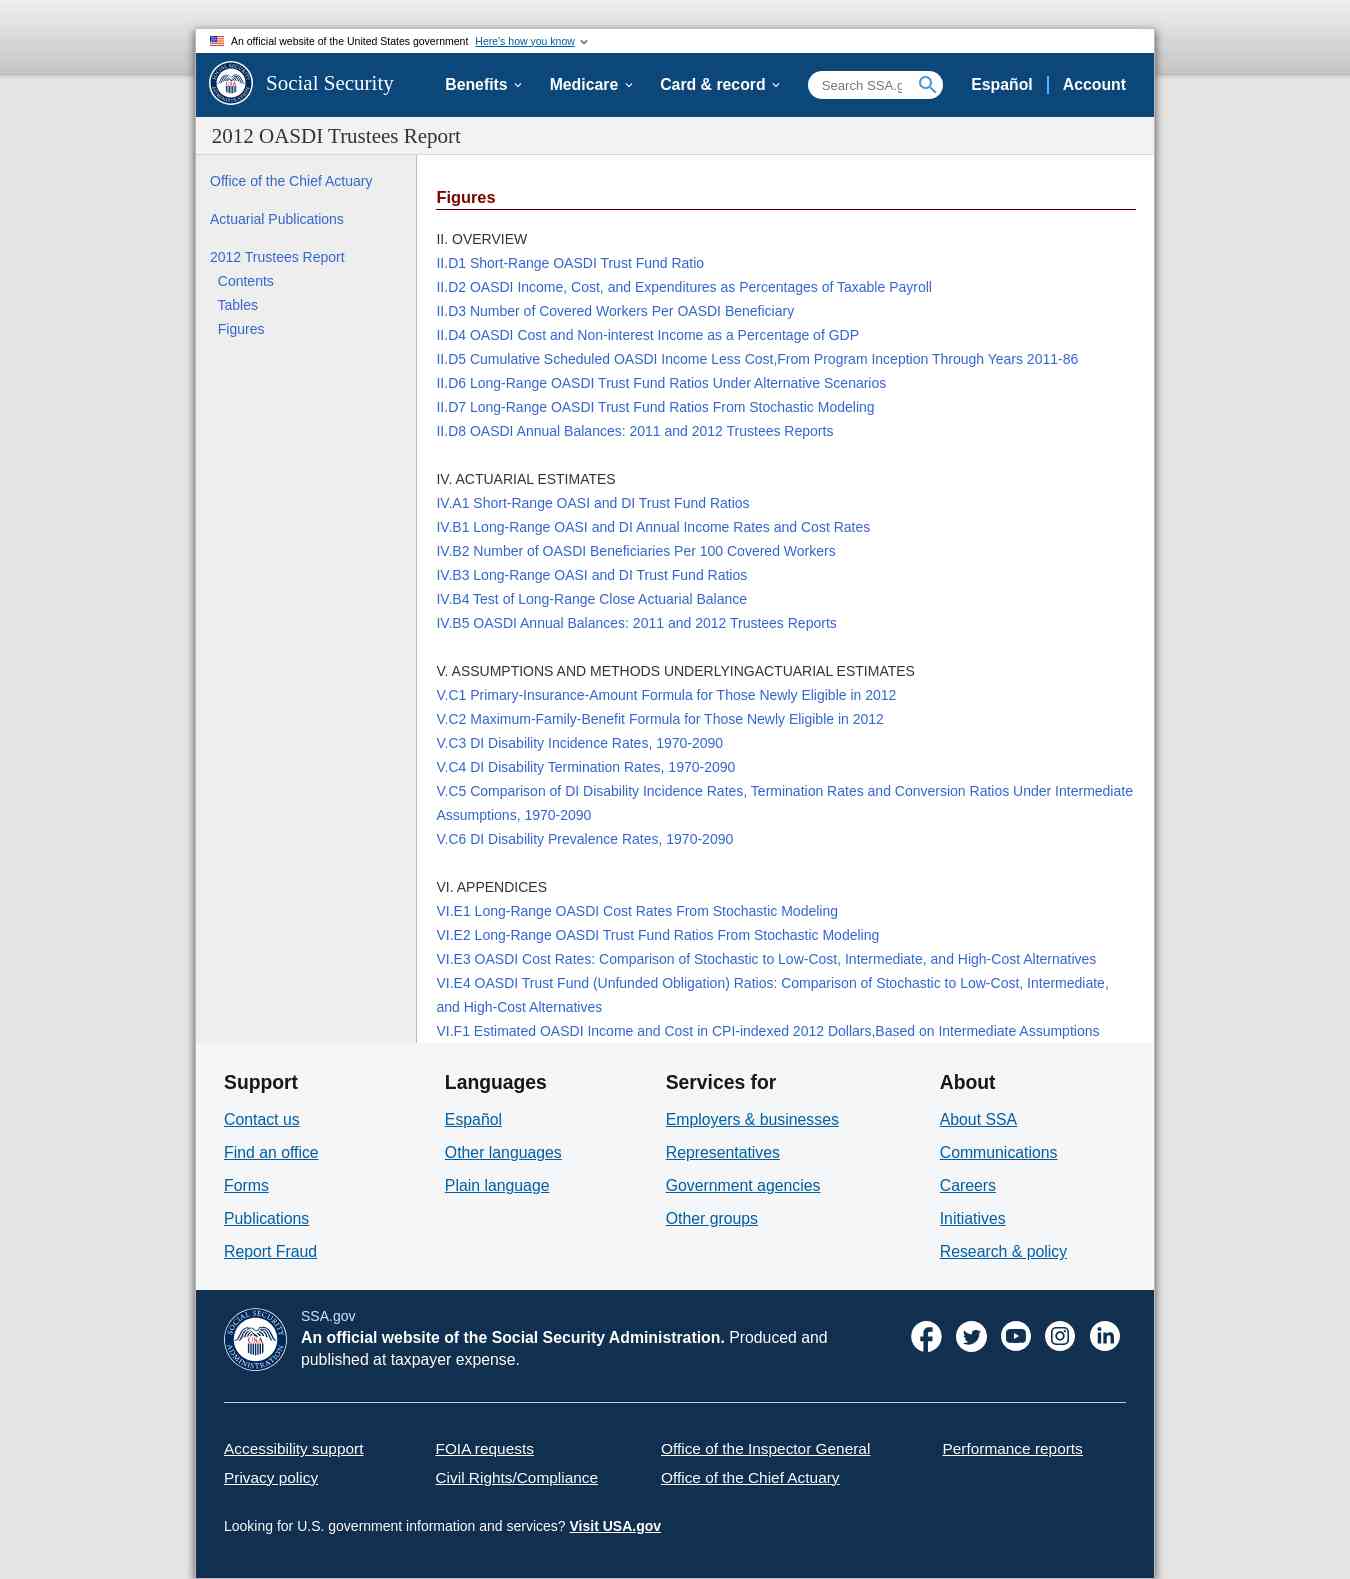 An official website of the United States government Here's how you know
Social Security
Benefits
Medicare
Card & record
Search SSA.g
Español
Account
2012 OASDI Trustees Report
Office of the Chief Actuary
Actuarial Publications
2012 Trustees Report
Contents
Tables
Figures
Figures
II. OVERVIEW
II.D1 Short-Range OASDI Trust Fund Ratio
II.D2 OASDI Income, Cost, and Expenditures as Percentages of Taxable Payroll
II.D3 Number of Covered Workers Per OASDI Beneficiary
II.D4 OASDI Cost and Non-interest Income as a Percentage of GDP
II.D5 Cumulative Scheduled OASDI Income Less Cost,From Program Inception Through Years 2011-86
II.D6 Long-Range OASDI Trust Fund Ratios Under Alternative Scenarios
II.D7 Long-Range OASDI Trust Fund Ratios From Stochastic Modeling
II.D8 OASDI Annual Balances: 2011 and 2012 Trustees Reports
IV. ACTUARIAL ESTIMATES
IV.A1 Short-Range OASI and DI Trust Fund Ratios
IV.B1 Long-Range OASI and DI Annual Income Rates and Cost Rates
IV.B2 Number of OASDI Beneficiaries Per 100 Covered Workers
IV.B3 Long-Range OASI and DI Trust Fund Ratios
IV.B4 Test of Long-Range Close Actuarial Balance
IV.B5 OASDI Annual Balances: 2011 and 2012 Trustees Reports
V. ASSUMPTIONS AND METHODS UNDERLYINGACTUARIAL ESTIMATES
V.C1 Primary-Insurance-Amount Formula for Those Newly Eligible in 2012
V.C2 Maximum-Family-Benefit Formula for Those Newly Eligible in 2012
V.C3 DI Disability Incidence Rates, 1970-2090
V.C4 DI Disability Termination Rates, 1970-2090
V.C5 Comparison of DI Disability Incidence Rates, Termination Rates and Conversion Ratios Under Intermediate
Assumptions, 1970-2090
V.C6 DI Disability Prevalence Rates, 1970-2090
VI. APPENDICES
VI.E1 Long-Range OASDI Cost Rates From Stochastic Modeling
VI.E2 Long-Range OASDI Trust Fund Ratios From Stochastic Modeling
VI.E3 OASDI Cost Rates: Comparison of Stochastic to Low-Cost, Intermediate, and High-Cost Alternatives
VI.E4 OASDI Trust Fund (Unfunded Obligation) Ratios: Comparison of Stochastic to Low-Cost, Intermediate,
and High-Cost Alternatives
VI.F1 Estimated OASDI Income and Cost in CPI-indexed 2012 Dollars,Based on Intermediate Assumptions
Support
Contact us
Find an office
Forms
Publications
Report Fraud
Languages
Español
Other languages
Plain language
Services for
Employers & businesses
Representatives
Government agencies
Other groups
About
About SSA
Communications
Careers
Initiatives
Research & policy
SOCIAL SECURITY
USA
ADMINISTRATION
SSA.gov
An official website of the Social Security Administration. Produced and
published at taxpayer expense.
Accessibility support
FOIA requests
Office of the Inspector General
Performance reports
Privacy policy
Civil Rights/Compliance
Office of the Chief Actuary
Looking for U.S. government information and services? Visit USA.gov